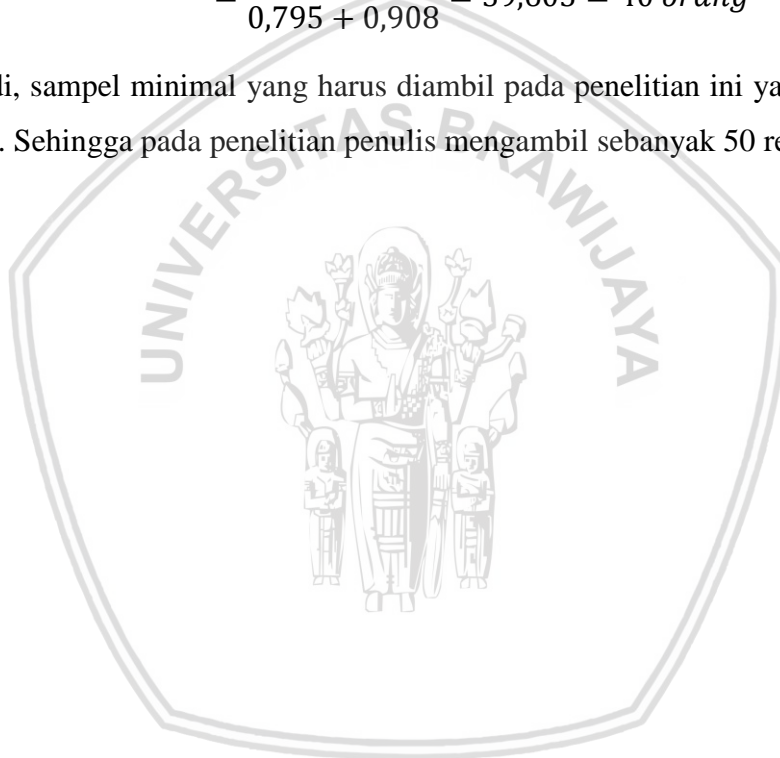 0,795 + 0,908
di, sampel minimal yang harus diambil pada penelitian ini ya
. Sehingga pada penelitian penulis mengambil sebanyak 50 re
UNIVERSITAS BRAWIJAYA